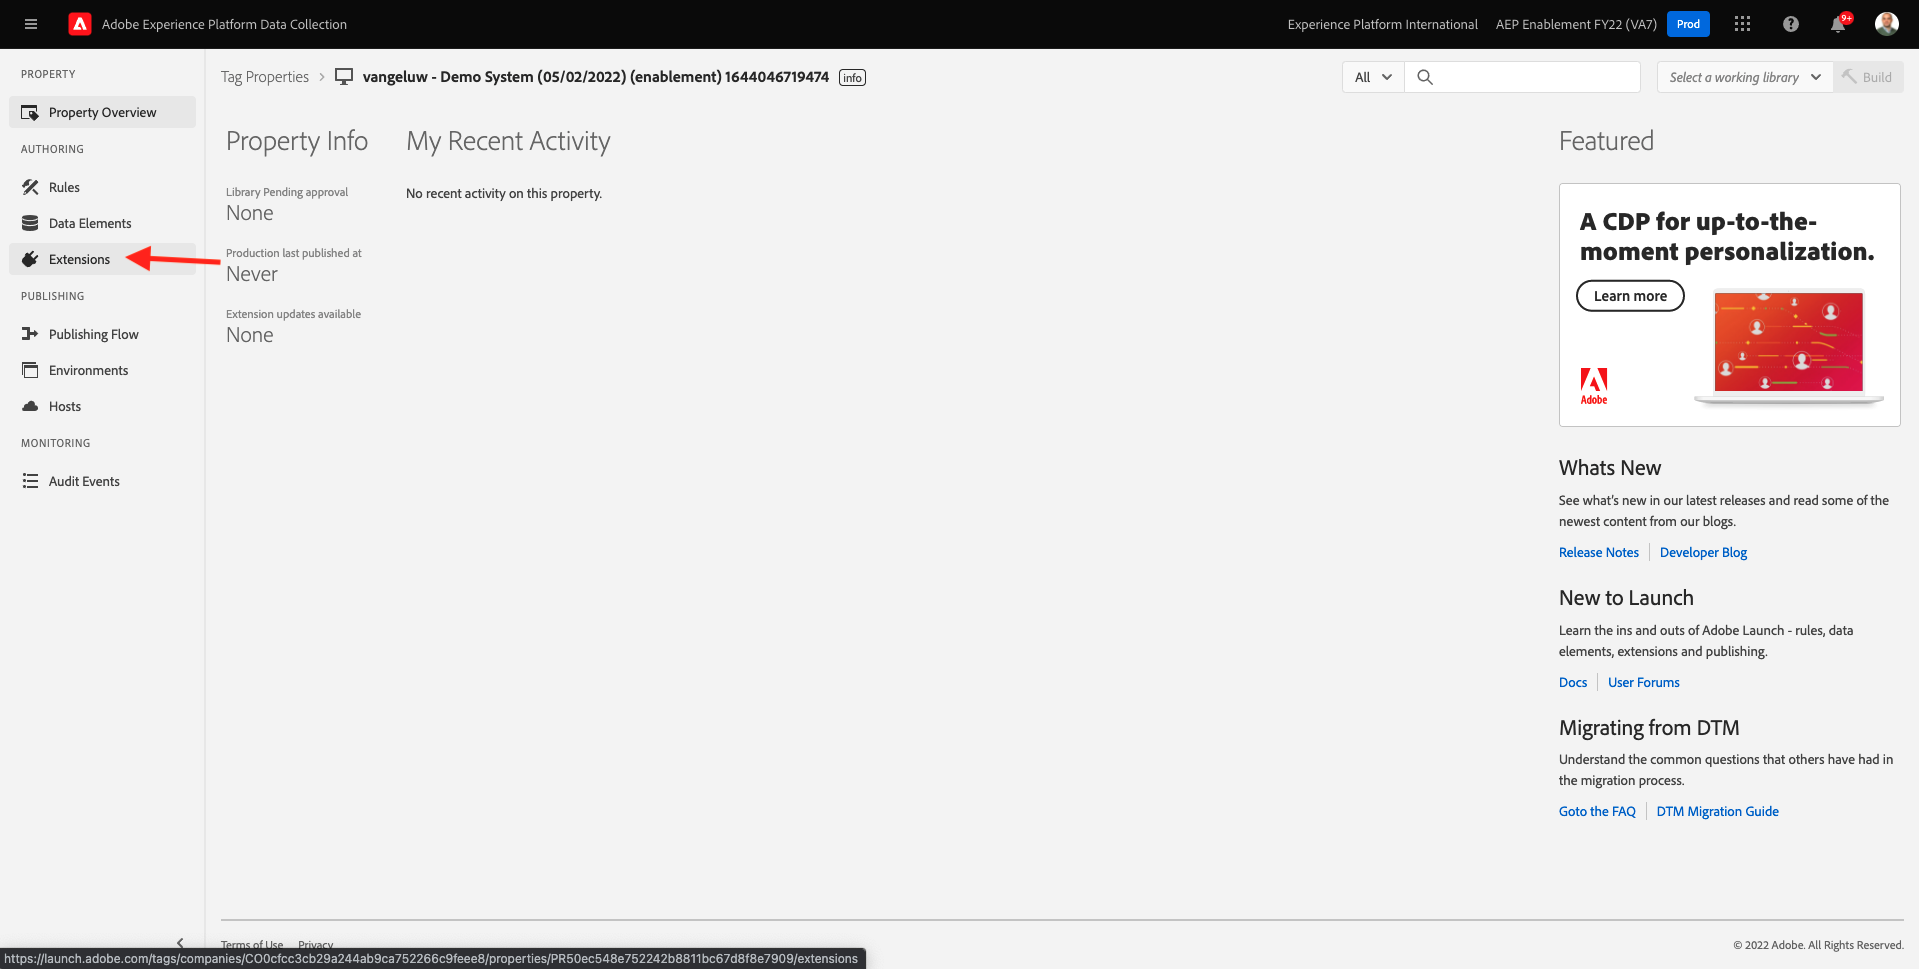 Adobe Experience Platform Data Collection
Experience Platform International
AEP Enablement FY22 (VA7)
Prod
9+
PROPERTY
Property Overview
AUTHORING
Rules
Data Elements
Extensions
PUBLISHING
Publishing Flow
Environments
Hosts
MONITORING
Audit Events
Tag Properties
vangeluw - Demo System (05/02/2022) (enablement) 1644046719474
info
All
Select a working library
Build
Property Info
Library Pending approval
None
Production last published at
Never
Extension updates available
None
My Recent Activity
No recent activity on this property.
Featured
A CDP for up-to-the-
moment personalization.
Learn more
Adobe
Whats New
See what's new in our latest releases and read some of the
newest content from our blogs.
Release Notes
Developer Blog
New to Launch
Learn the ins and outs of Adobe Launch - rules, data
elements, extensions and publishing.
Docs
User Forums
Migrating from DTM
Understand the common questions that others have had in
the migration process.
Goto the FAQ
DTM Migration Guide
Terms of Use
Privacy
© 2022 Adobe. All Rights Reserved.
https://launch.adobe.com/tags/companies/CO0cfcc3cb29a244ab9ca752266c9feee8/properties/PR50ec548e752242b8811bc67d8f8e7909/extensions